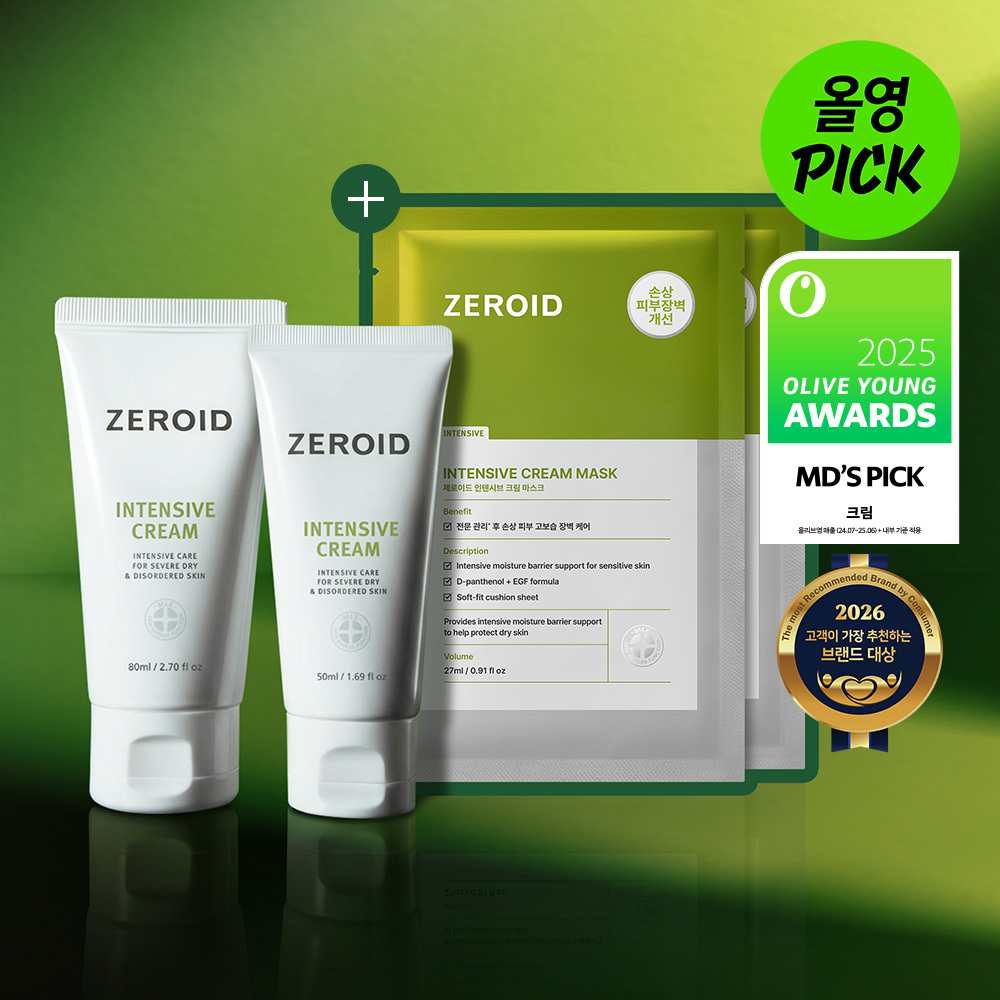 올영
PICK
ZEROID
INTENSIVE
CREAM
INTENSIVE CARE
FOR SEVERE DRY
& DISORDERED SKIN
MLE
80ml / 2.70 fl oz
ZEROID
INTENSIVE
CREAM
INTENSIVE CARE
FOR SEVERE DRY
& DISORDERED SKIN
MLE
50ml / 1.69 fl oz
ZEROID
손상
피부장벽
개선
INTENSIVE
INTENSIVE CREAM MASK
제로이드 인텐시브 크림 마스크
Benefit
전문 관리* 후 손상 피부 고보습 장벽 케어
Description
Intensive moisture barrier support for sensitive skin
D-panthenol + EGF formula
Soft-fit cushion sheet
Provides intensive moisture barrier support
to help protect dry skin
MLE
Volume
27ml / 0.91 fl oz
2025
OLIVE YOUNG
AWARDS
MD'S PICK
크림
올리브영 매출 (24.07~25.06) + 내부 기준 적용
The most Recommended Brand by Consumer
2026
고객이 가장 추천하는
브랜드 대상